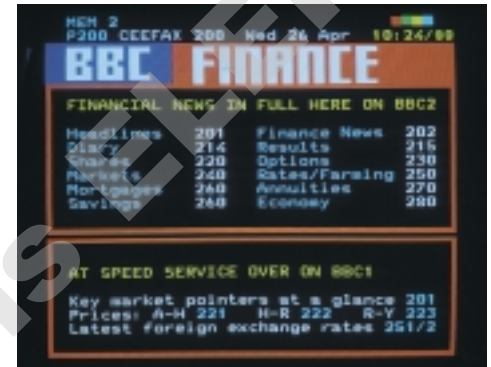 MEM 2
P200 CEEFAX 200 Wed 26 Apr 10:24/00
BBC FINANCE
FINANCIAL NEWS IN FULL HERE ON BBC2
Headlines 201 Finance News 202
Diary 214 Results 215
Shares 220 Options 230
Markets 240 Rates/Farming 250
Mortgages 260 Annuities 270
Savings 260 Economy 280
AT SPEED SERVICE OVER ON BBC1
Key market pointers at a glance 201
Prices: A-H 221 H-R 222 R-Y 223
Latest foreign exchange rates 251/2